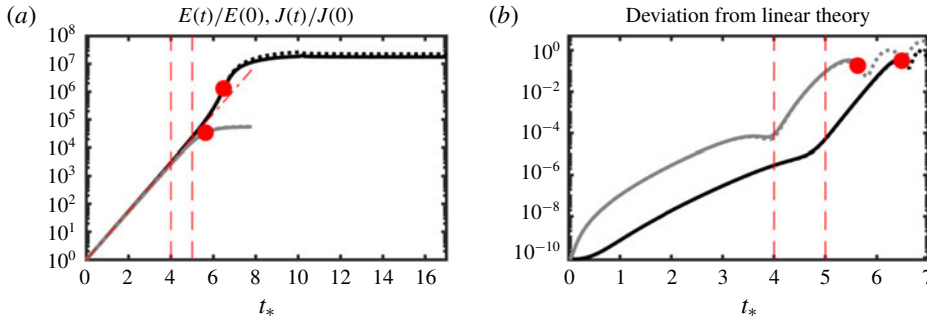 (a) E(t)/E(0), J(t)/J(0)
10^8
10^7
10^6
10^5
10^4
10^3
10^2
10^1
10^0
0 2 4 6 8 10 12 14 16
t_*
(b) Deviation from linear theory
10^0
10^-2
10^-4
10^-6
10^-8
10^-10
0 1 2 3 4 5 6 7
t_*